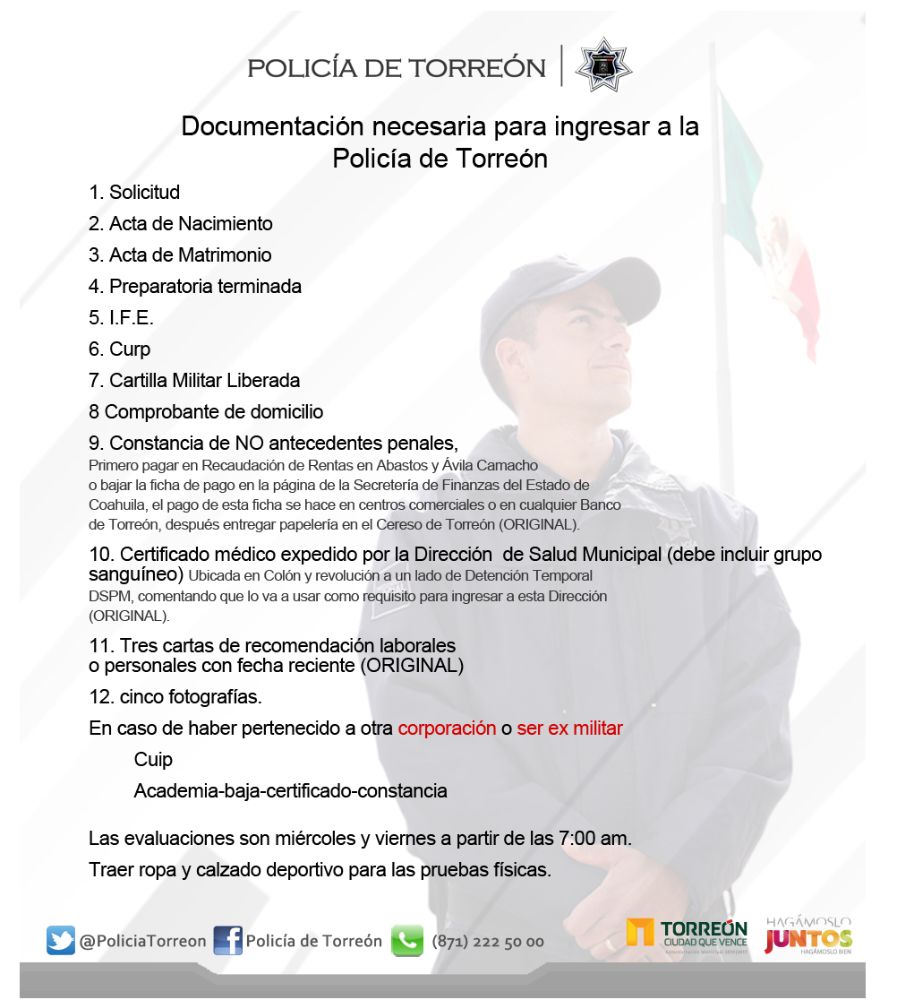 POLICÍA DE TORREÓN
Documentación necesaria para ingresar a la
Policía de Torreón
1. Solicitud
2. Acta de Nacimiento
3. Acta de Matrimonio
4. Preparatoria terminada
5. I.F.E.
6. Curp
7. Cartilla Militar Liberada
8 Comprobante de domicilio
9. Constancia de NO antecedentes penales,
Primero pagar en Recaudación de Rentas en Abastos y Ávila Camacho
o bajar la ficha de pago en la página de la Secretería de Finanzas del Estado de
Coahuila, el pago de esta ficha se hace en centros comerciales o en cualquier Banco
de Torreón, después entregar papelería en el Cereso de Torreón (ORIGINAL).
10. Certificado médico expedido por la Dirección de Salud Municipal (debe incluir grupo
sanguíneo) Ubicada en Colón y revolución a un lado de Detención Temporal
DSPM, comentando que lo va a usar como requisito para ingresar a esta Dirección
(ORIGINAL).
11. Tres cartas de recomendación laborales
o personales con fecha reciente (ORIGINAL)
12. cinco fotografías.
En caso de haber pertenecido a otra corporación o ser ex militar
Cuip
Academia-baja-certificado-constancia
Las evaluaciones son miércoles y viernes a partir de las 7:00 am.
Traer ropa y calzado deportivo para las pruebas físicas.
@PoliciaTorreon Policía de Torreón (871) 222 50 00
TORREÓN
CIUDAD QUE VENCE
HAGÁMOSLO
JUNTOS
HAGÁMOSLO BIEN